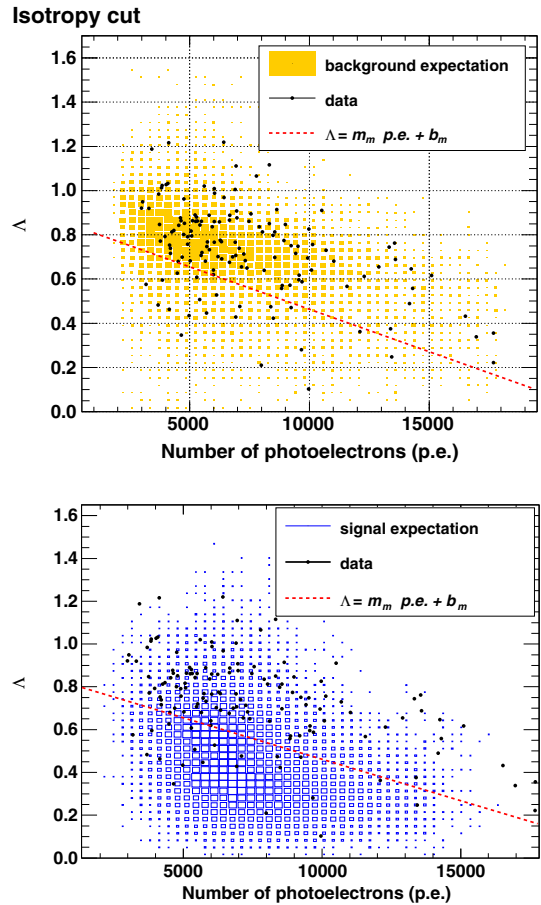 Isotropy cut
1.6
1.4
1.2
1.0
0.8
0.6
0.4
0.2
0.0
Λ
background expectation
data
Λ = m_m p.e. + b_m
5000 10000 15000
Number of photoelectrons (p.e.)
1.6
1.4
1.2
1.0
0.8
0.6
0.4
0.2
0.0
Λ
signal expectation
data
Λ = m_m p.e. + b_m
5000 10000 15000
Number of photoelectrons (p.e.)